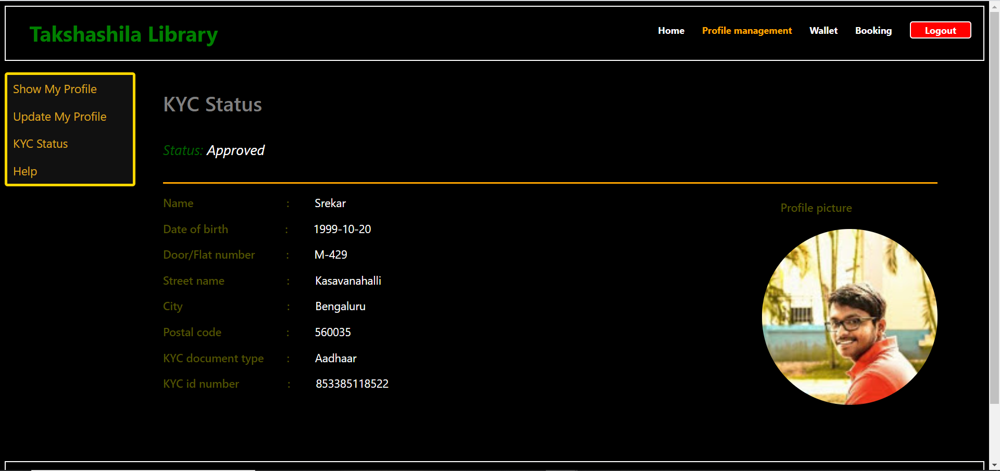 Takshashila Library
Home Profile management Wallet Booking Logout
Show My Profile
Update My Profile
KYC Status
Help
KYC Status
Status: Approved
Name : Srekar
Date of birth : 1999-10-20
Door/Flat number : M-429
Street name : Kasavanahalli
City : Bengaluru
Postal code : 560035
KYC document type : Aadhaar
KYC id number : 853385118522
Profile picture